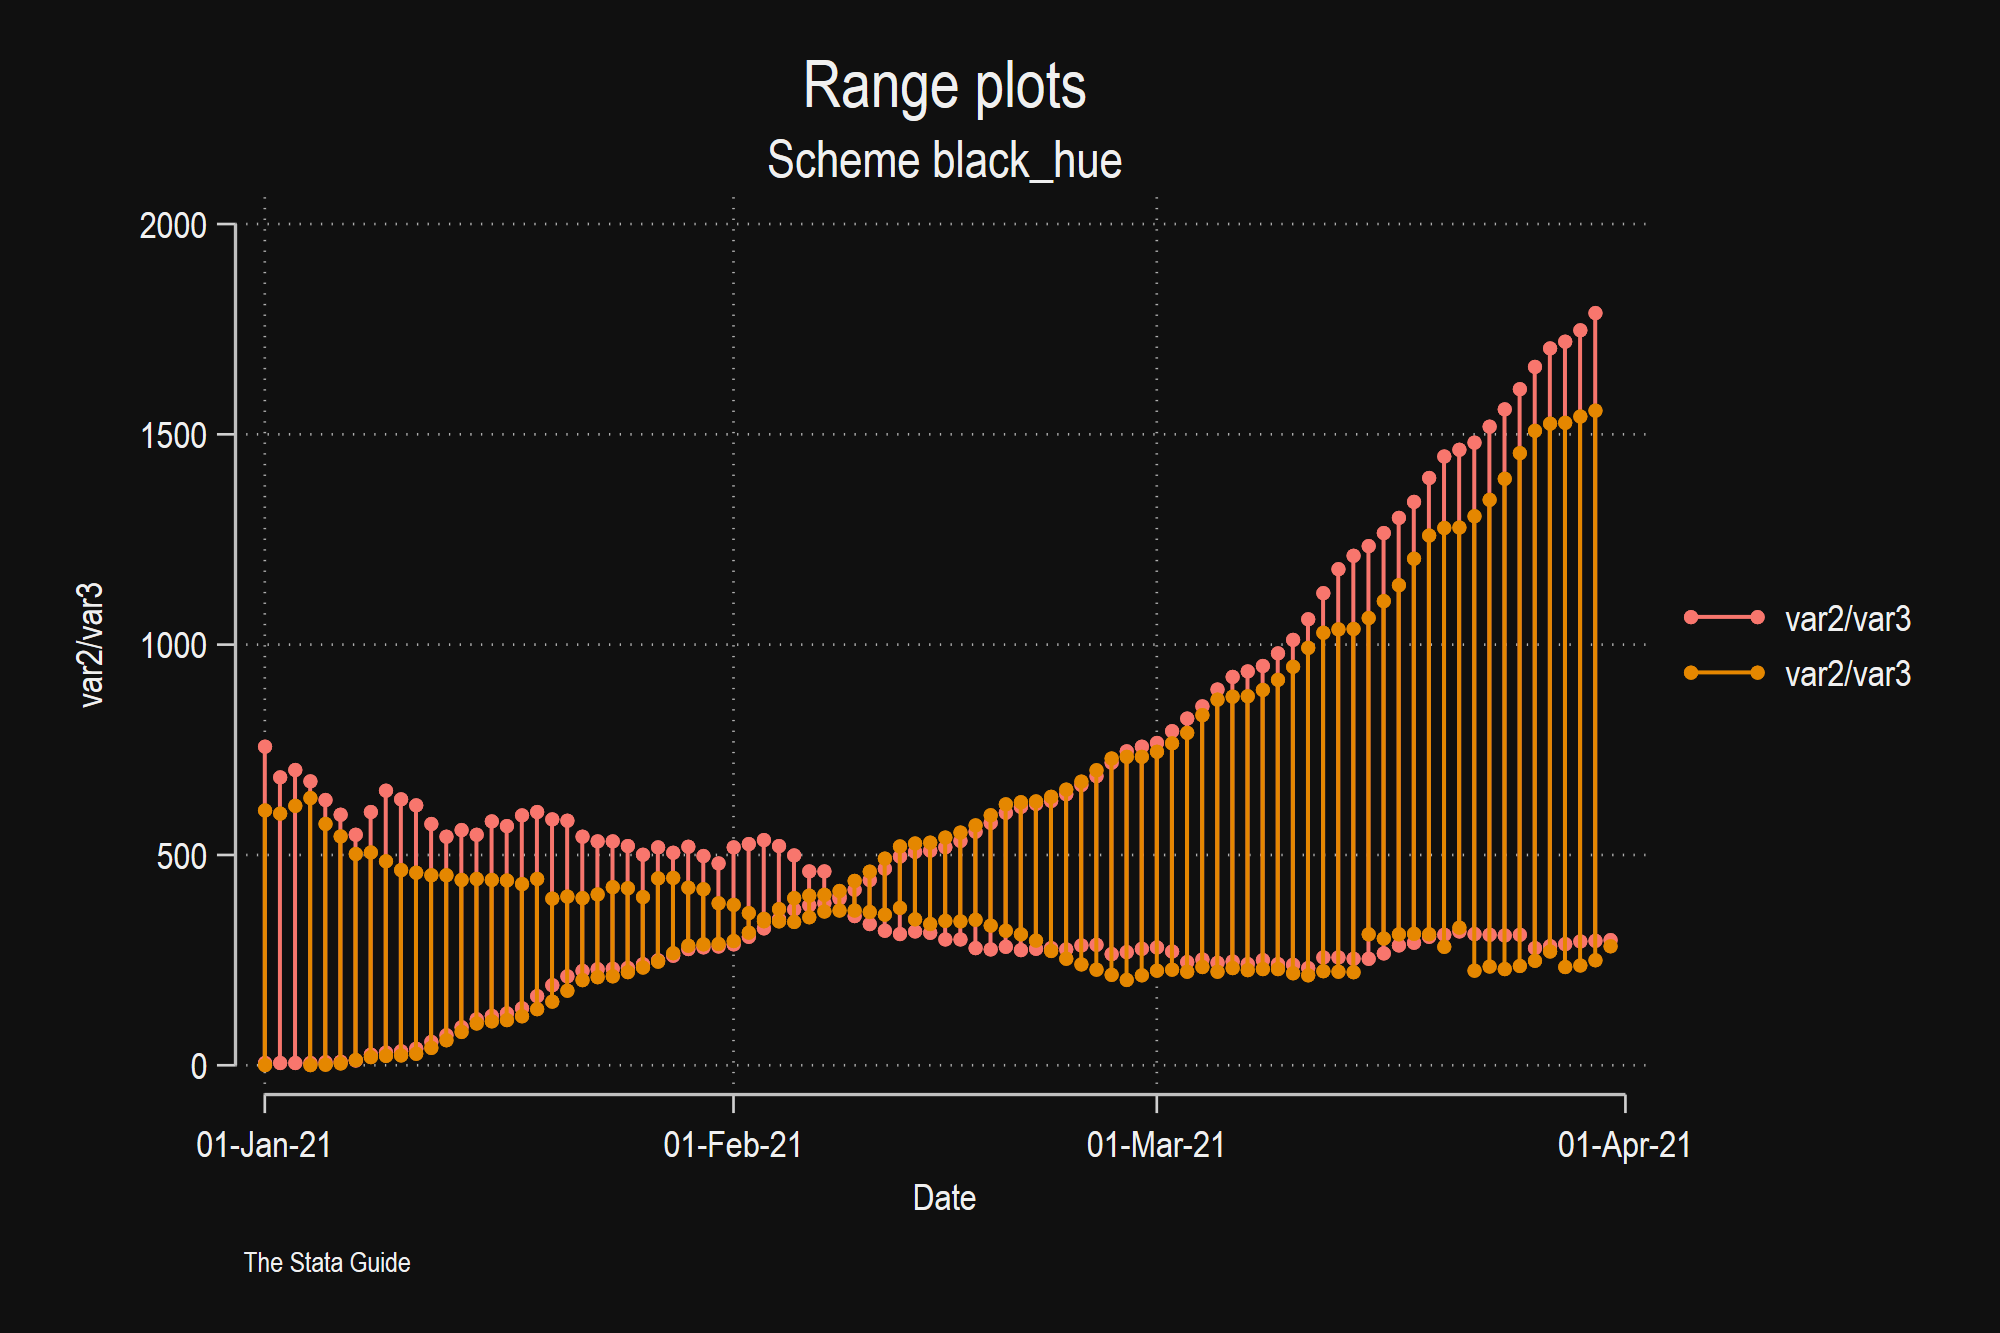 Range plots
Scheme black_hue
2000
1500
1000
500
0
var2/var3
var2/var3
var2/var3
01-Jan-21
01-Feb-21
01-Mar-21
01-Apr-21
Date
The Stata Guide